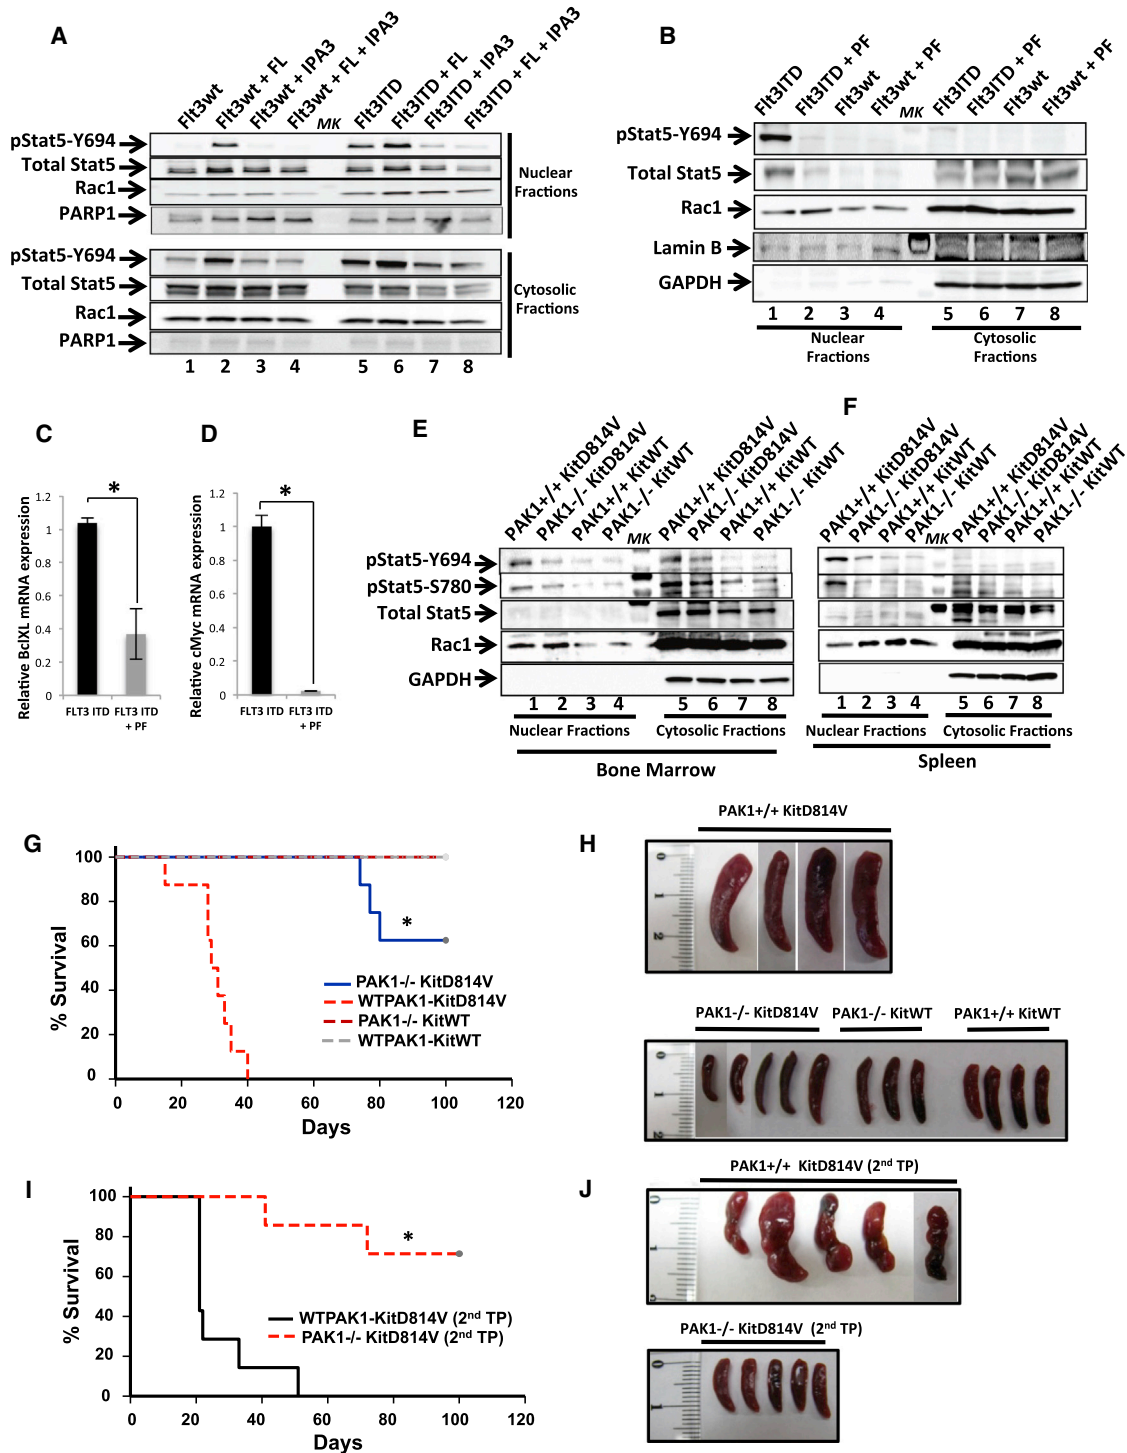 A
Flt3wt
Flt3wt + FL
Flt3wt + IPA3
Flt3wt + FL + IPA3
MK
Flt3ITD
Flt3ITD + FL
Flt3ITD + IPA3
Flt3ITD + FL + IPA3
pStat5-Y694
Total Stat5
Rac1
PARP1
Nuclear
Fractions
pStat5-Y694
Total Stat5
Rac1
PARP1
Cytosolic
Fractions
1 2 3 4 5 6 7 8
B
Flt3ITD
Flt3ITD + PF
Flt3wt
Flt3wt + PF
MK
Flt3ITD
Flt3ITD + PF
Flt3wt
Flt3wt + PF
pStat5-Y694
Total Stat5
Rac1
Lamin B
GAPDH
1 2 3 4 5 6 7 8
Nuclear
Fractions
Cytosolic
Fractions
C
Relative BclXL mRNA expression
1.2
1
0.8
0.6
0.4
0.2
0
*
FLT3 ITD
FLT3 ITD
+ PF
D
Relative cMyc mRNA expression
1.2
1
0.8
0.6
0.4
0.2
0
*
FLT3 ITD
FLT3 ITD
+ PF
E
PAK1+/+ KitD814V
PAK1-/- KitD814V
PAK1+/+ KitWT
PAK1-/- KitWT
MK
PAK1+/+ KitD814V
PAK1-/- KitD814V
PAK1+/+ KitWT
PAK1-/- KitWT
pStat5-Y694
pStat5-S780
Total Stat5
Rac1
GAPDH
1 2 3 4 5 6 7 8
Nuclear Fractions
Cytosolic Fractions
Bone Marrow
F
PAK1+/+ KitD814V
PAK1-/- KitD814V
PAK1+/+ KitWT
PAK1-/- KitWT
MK
PAK1+/+ KitD814V
PAK1-/- KitD814V
PAK1+/+ KitWT
PAK1-/- KitWT
1 2 3 4 5 6 7 8
Nuclear Fractions
Cytosolic Fractions
Spleen
G
% Survival
100
80
60
40
20
0
*
PAK1-/- KitD814V
WTPAK1-KitD814V
PAK1-/- KitWT
WTPAK1-KitWT
0 20 40 60 80 100 120
Days
H
PAK1+/+ KitD814V
0
1
2
PAK1-/- KitD814V
PAK1-/- KitWT
PAK1+/+ KitWT
0
1
2
I
% Survival
100
80
60
40
20
0
*
WTPAK1-KitD814V (2nd TP)
PAK1-/- KitD814V (2nd TP)
0 20 40 60 80 100 120
Days
J
PAK1+/+ KitD814V (2nd TP)
0
1
PAK1-/- KitD814V (2nd TP)
0
1